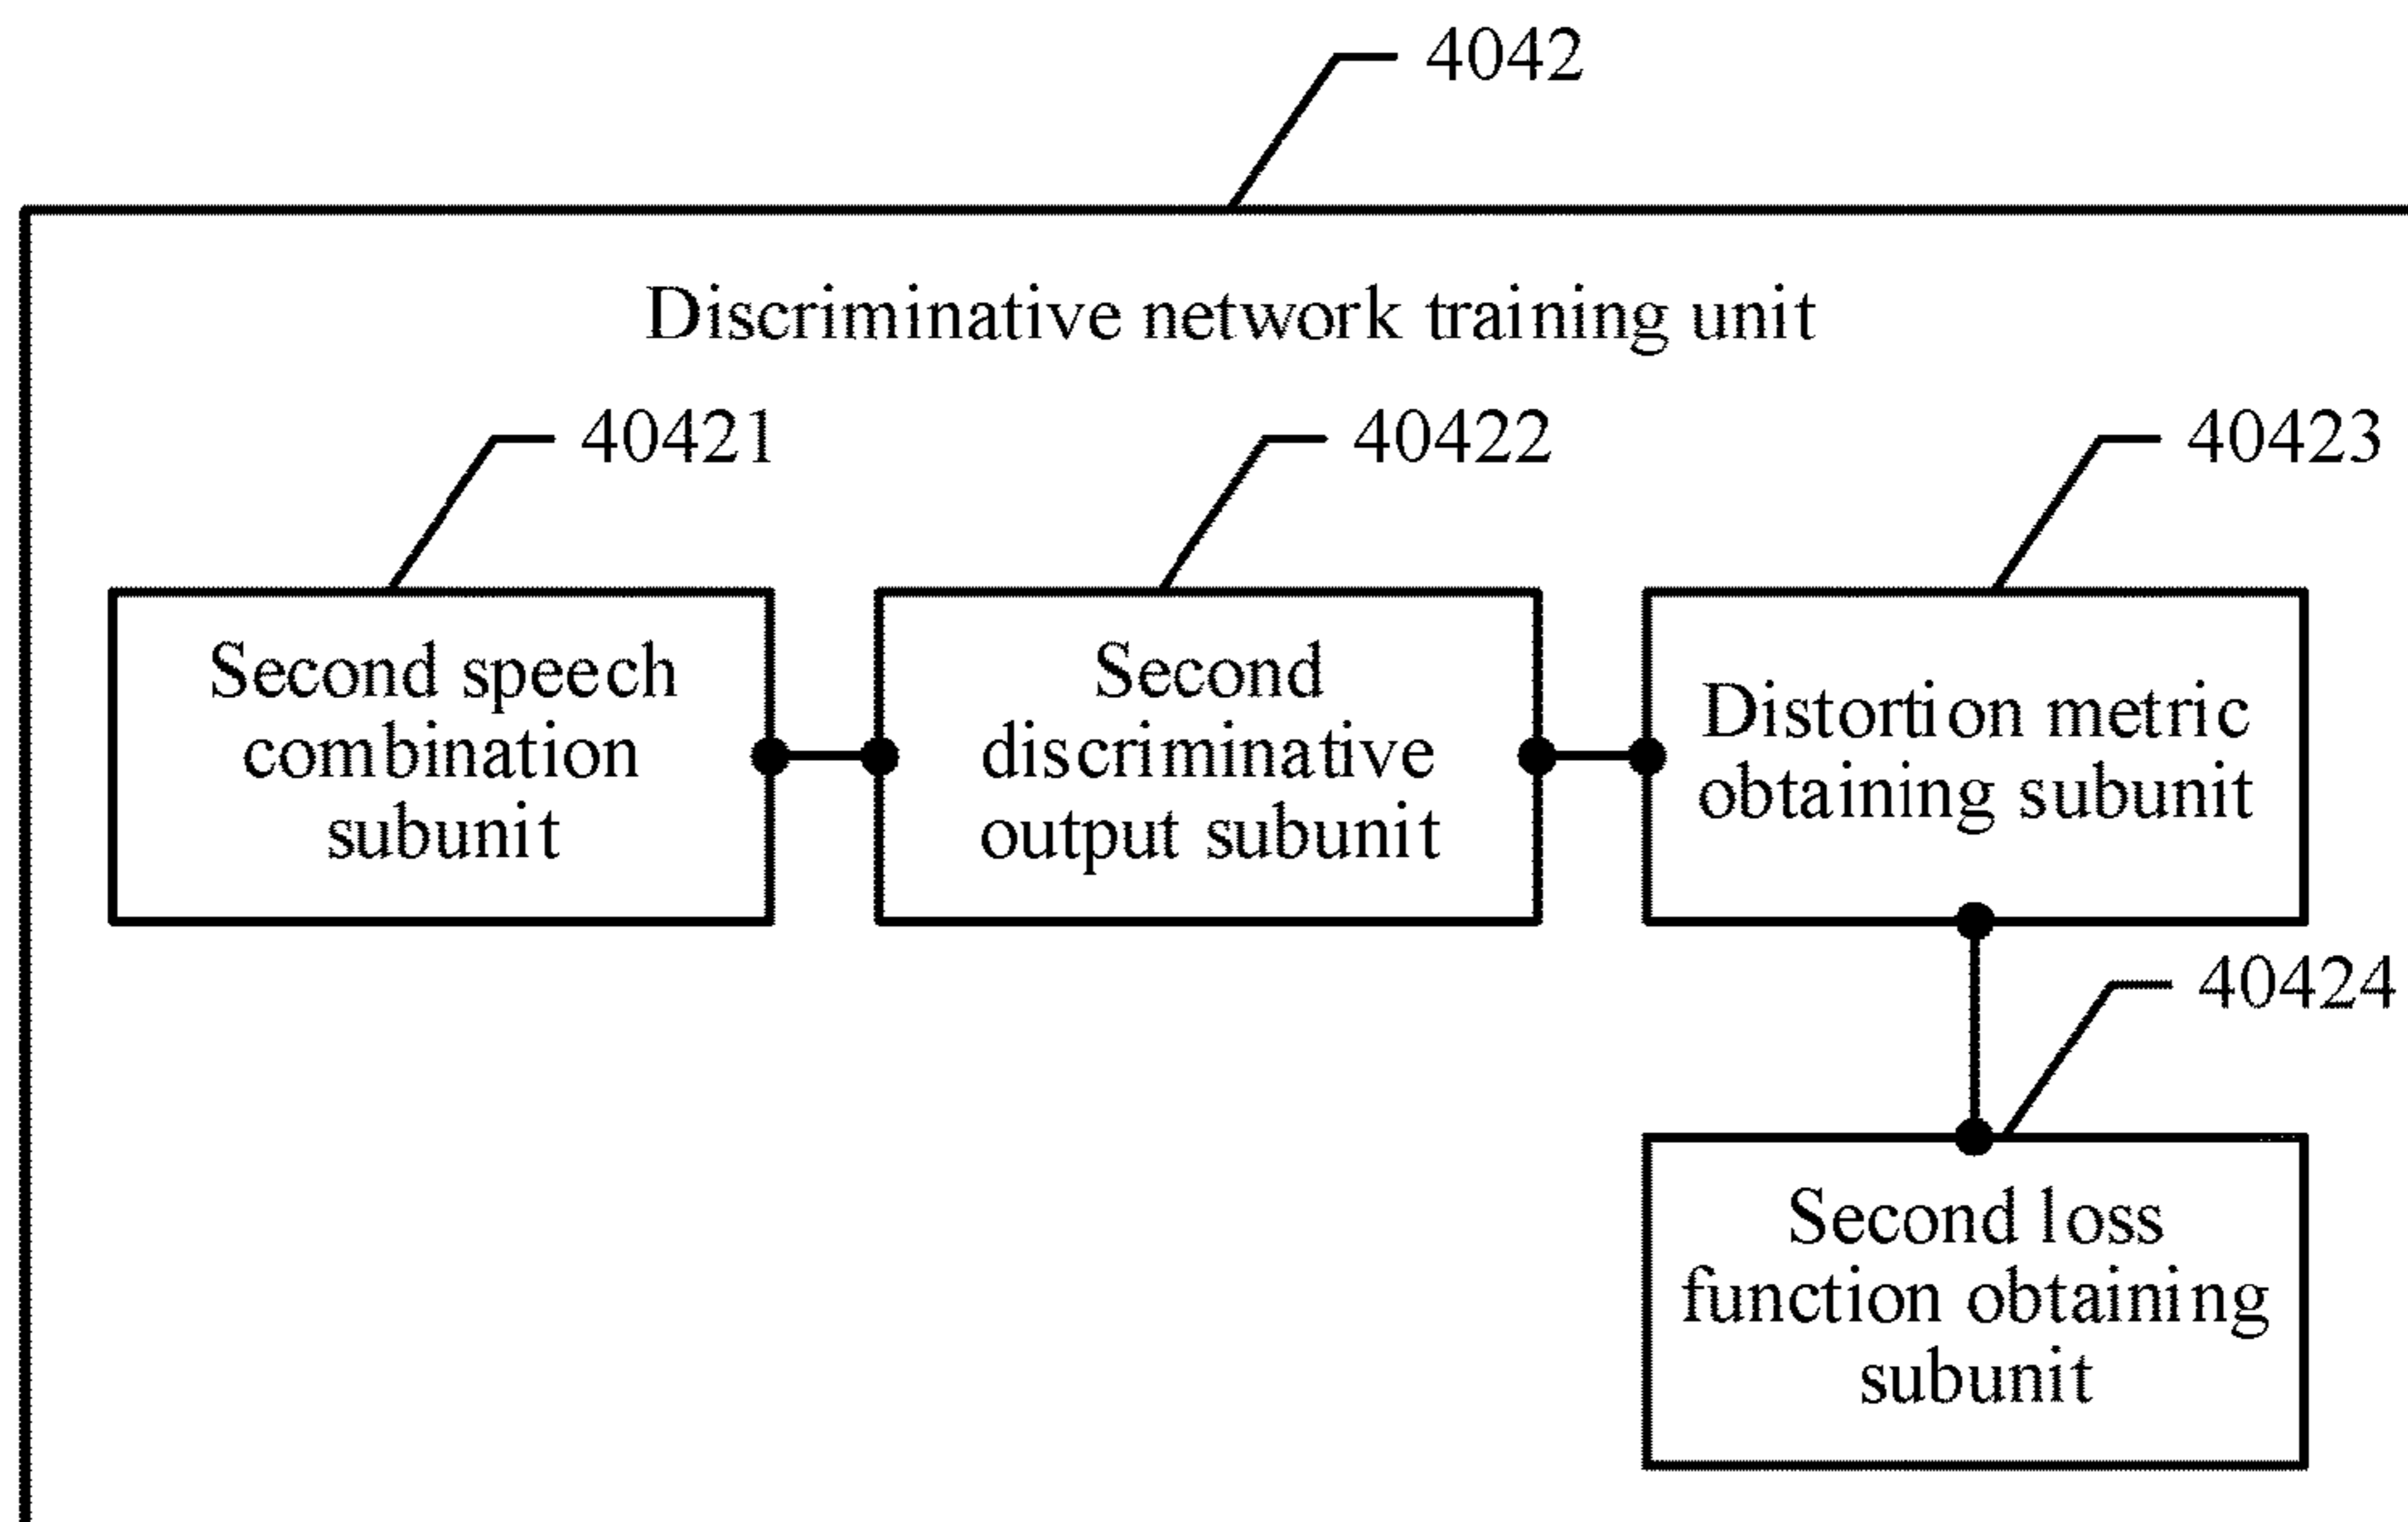 4042
Discriminative network training unit
40421
40422
40423
Second speech
combination
subunit
Second
discriminative
output subunit
Distortion metric
obtaining subunit
40424
Second loss
function obtaining
subunit